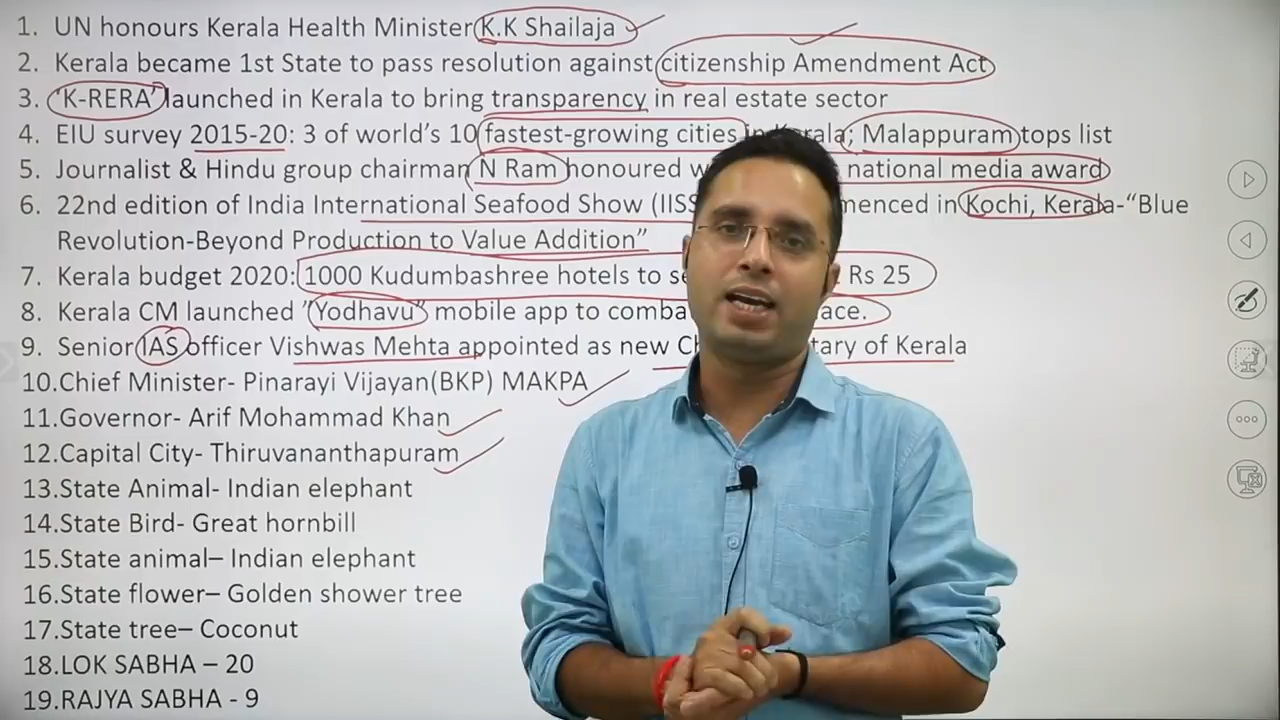 1. UN honours Kerala Health Minister K.K Shailaja
2. Kerala became 1st State to pass resolution against citizenship Amendment Act
3. 'K-RERA' launched in Kerala to bring transparency in real estate sector
4. EIU survey 2015-20: 3 of world's 10 fastest-growing cities in Kerala; Malappuram tops list
5. Journalist & Hindu group chairman N Ram honoured national media award
6. 22nd edition of India International Seafood Show (IISS in Kochi, Kerala-“Blue
Revolution-Beyond Production to Value Addition”
7. Kerala budget 2020: 1000 Kudumbashree hotels to Rs 25
8. Kerala CM launched ”Yodhavu” mobile app to
9. Senior IAS officer Vishwas Mehta appointed as new of Kerala
10.Chief Minister- Pinarayi Vijayan(BKP) MAKPA
11.Governor- Arif Mohammad Khan
12.Capital City- Thiruvananthapuram
13.State Animal- Indian elephant
14.State Bird- Great hornbill
15.State animal– Indian elephant
16.State flower– Golden shower tree
17.State tree– Coconut
18.LOK SABHA – 20
19.RAJYA SABHA - 9